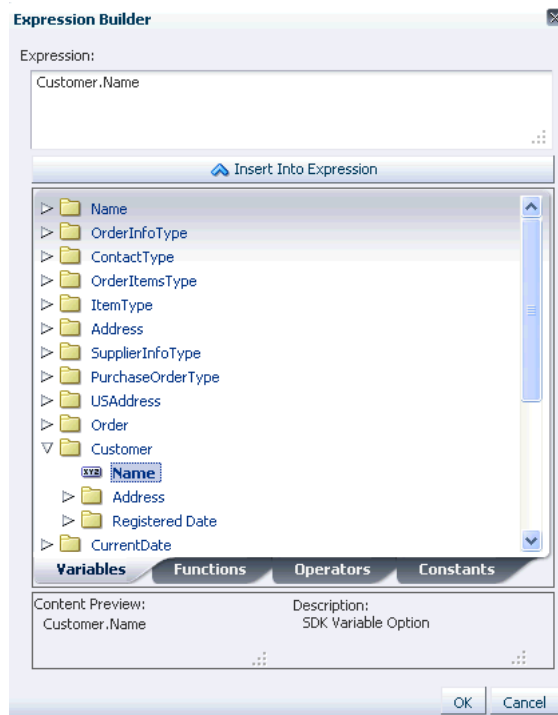 Expression Builder
Expression:
Customer.Name
Insert Into Expression
Name
OrderInfoType
ContactType
OrderItemsType
ItemType
Address
SupplierInfoType
PurchaseOrderType
USAddress
Order
Customer
XYZ Name
Address
Registered Date
CurrentDate
Variables Functions Operators Constants
Content Preview: Description:
Customer.Name SDK Variable Option
OK Cancel